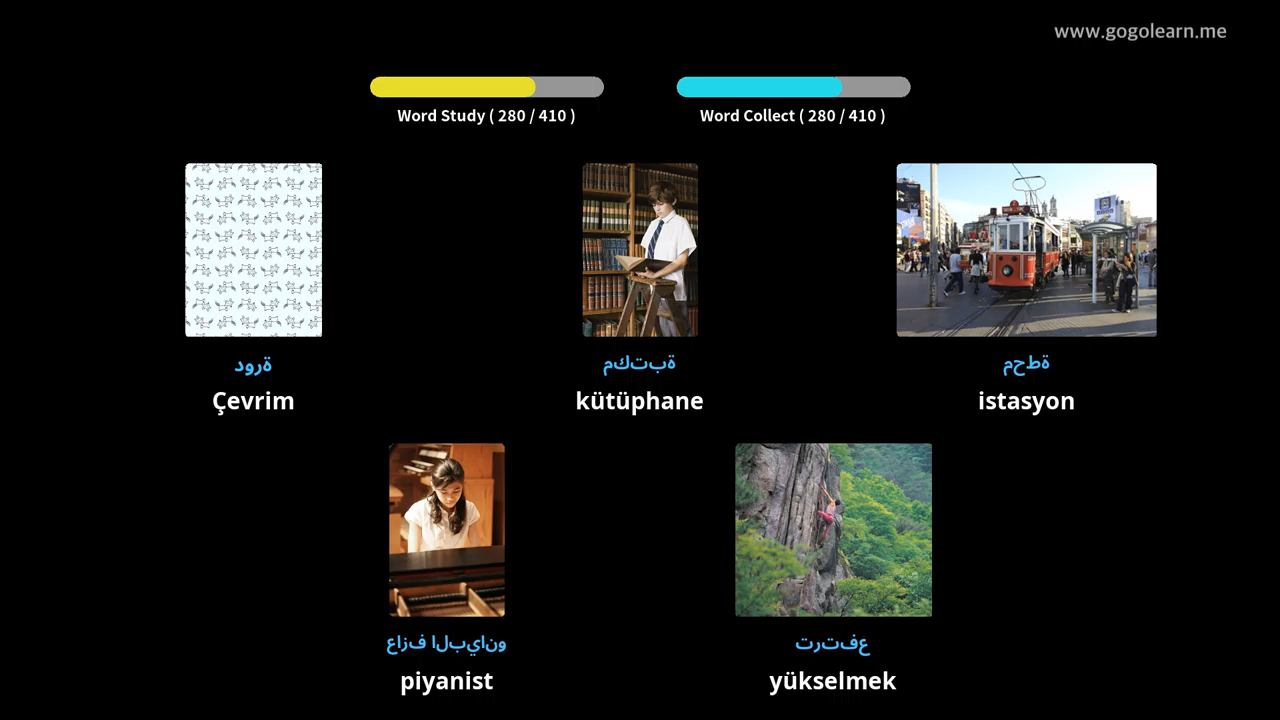 www.gogolearn.me
Word Study ( 280 / 410 )
Word Collect ( 280 / 410 )
دورة
Çevrim
مكتبة
kütüphane
محطة
istasyon
عازف البيانو
piyanist
ترتفع
yükselmek